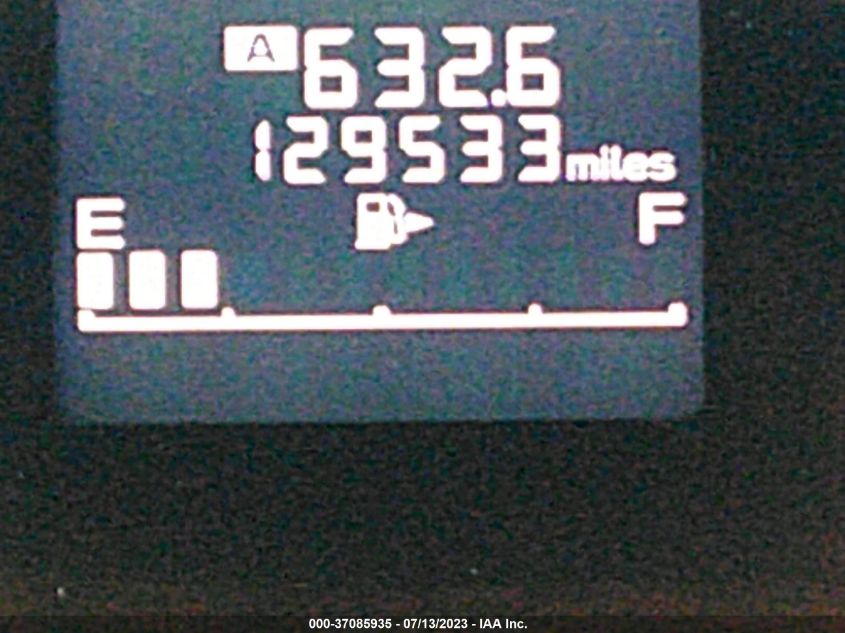 A 632.6
129533 miles
E F
000-37085935 - 07/13/2023 - IAA Inc.